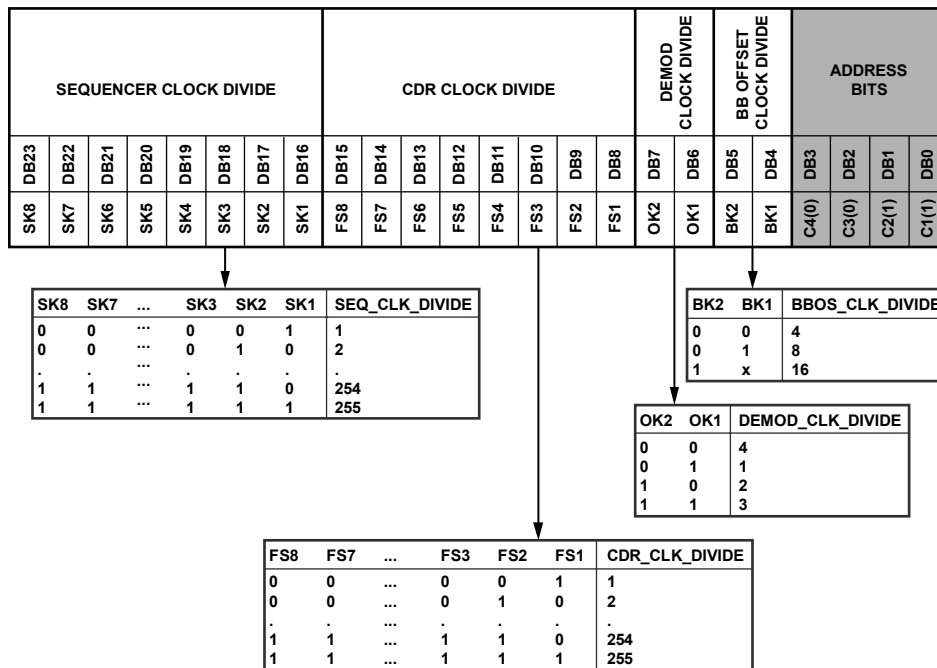 SEQUENCER CLOCK DIVIDE
CDR CLOCK DIVIDE
DEMOD
CLOCK DIVIDE
BB OFFSET
CLOCK DIVIDE
ADDRESS
BITS
DB23 DB22 DB21 DB20 DB19 DB18 DB17 DB16 DB15 DB14 DB13 DB12 DB11 DB10 DB9 DB8 DB7 DB6 DB5 DB4 DB3 DB2 DB1 DB0
SK8 SK7 SK6 SK5 SK4 SK3 SK2 SK1 FS8 FS7 FS6 FS5 FS4 FS3 FS2 FS1 OK2 OK1 BK2 BK1 C4(0) C3(0) C2(1) C1(1)
SK8 SK7 ... SK3 SK2 SK1 SEQ_CLK_DIVIDE
0 0 ... 0 0 1 1
0 0 ... 0 1 0 2
. . ... . . . .
1 1 ... 1 1 0 254
1 1 ... 1 1 1 255
BK2 BK1 BBOS_CLK_DIVIDE
0 0 4
0 1 8
1 x 16
OK2 OK1 DEMOD_CLK_DIVIDE
0 0 4
0 1 1
1 0 2
1 1 3
FS8 FS7 ... FS3 FS2 FS1 CDR_CLK_DIVIDE
0 0 ... 0 0 1 1
0 0 ... 0 1 0 2
. . ... . . . .
1 1 ... 1 1 0 254
1 1 ... 1 1 1 255